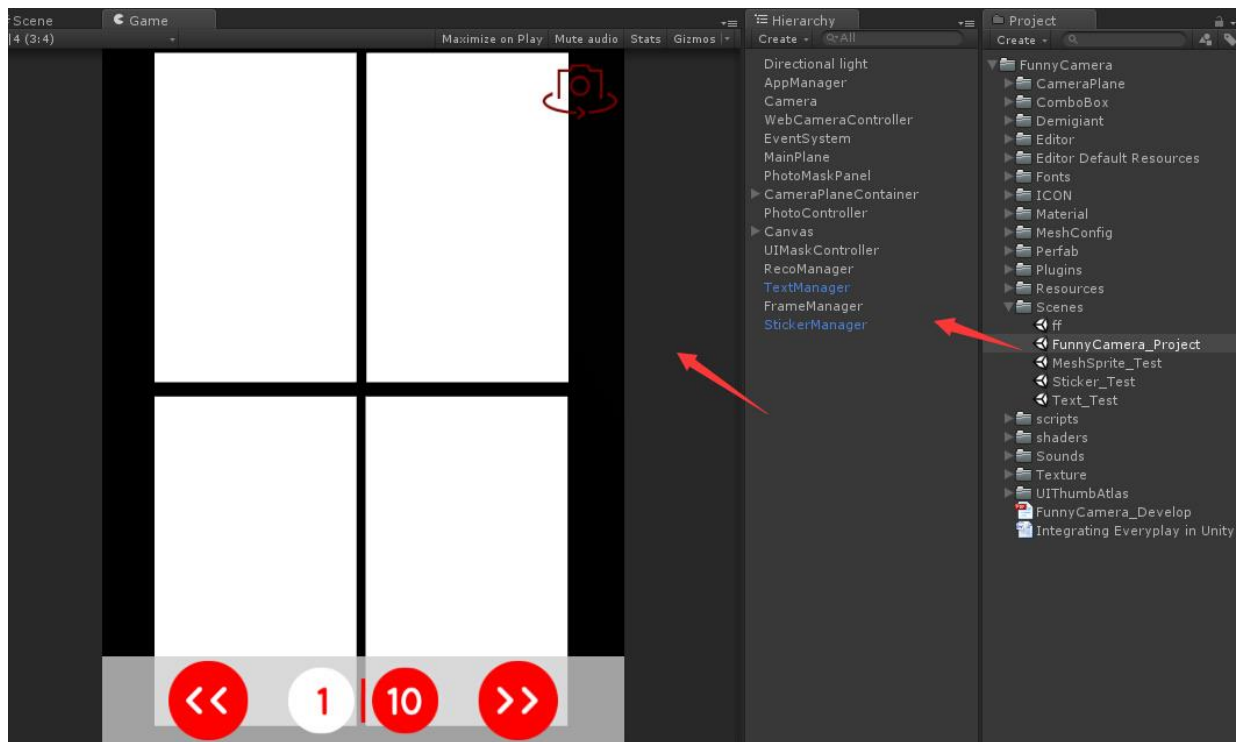 Scene
Game
4 (3:4)
Maximize on Play Mute audio Stats Gizmos
1
10
Hierarchy
Create
All
Directional light
AppManager
Camera
WebCameraController
EventSystem
MainPlane
PhotoMaskPanel
CameraPlaneContainer
PhotoController
Canvas
UIMaskController
RecoManager
TextManager
FrameManager
StickerManager
Project
Create
FunnyCamera
CameraPlane
ComboBox
Demigiant
Editor
Editor Default Resources
Fonts
ICON
Material
MeshConfig
Perfab
Plugins
Resources
Scenes
ff
FunnyCamera_Project
MeshSprite_Test
Sticker_Test
Text_Test
scripts
shaders
Sounds
Texture
UIThumbAtlas
FunnyCamera_Develop
Integrating Everyplay in Unity